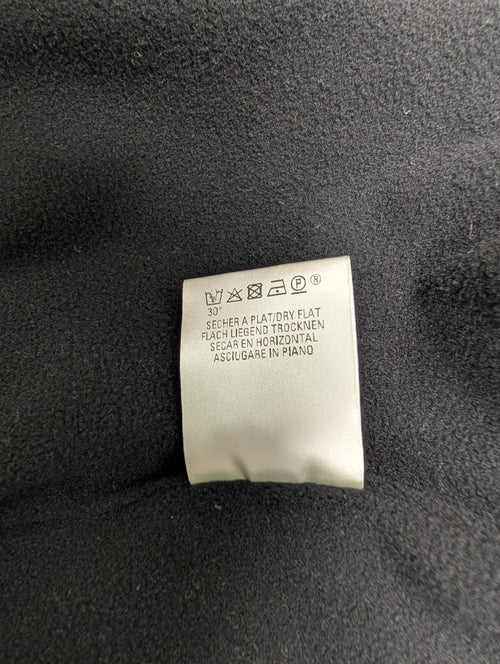 P ®
30°
SECHER A PLAT/DRY FLAT
FLACH LIEGEND TROCKNEN
SECAR EN HORIZONTAL
ASCIUGARE IN PIANO